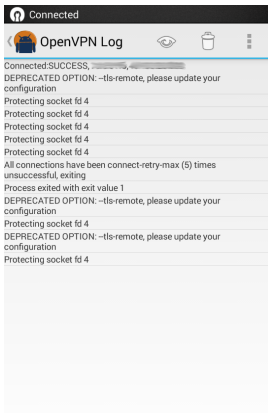 Connected
OpenVPN Log
Connected:SUCCESS,
DEPRECATED OPTION: --tls-remote, please update your
configuration
Protecting socket fd 4
Protecting socket fd 4
Protecting socket fd 4
Protecting socket fd 4
Protecting socket fd 4
All connections have been connect-retry-max (5) times
unsuccessful, exiting
Process exited with exit value 1
DEPRECATED OPTION: --tls-remote, please update your
configuration
Protecting socket fd 4
DEPRECATED OPTION: --tls-remote, please update your
configuration
Protecting socket fd 4